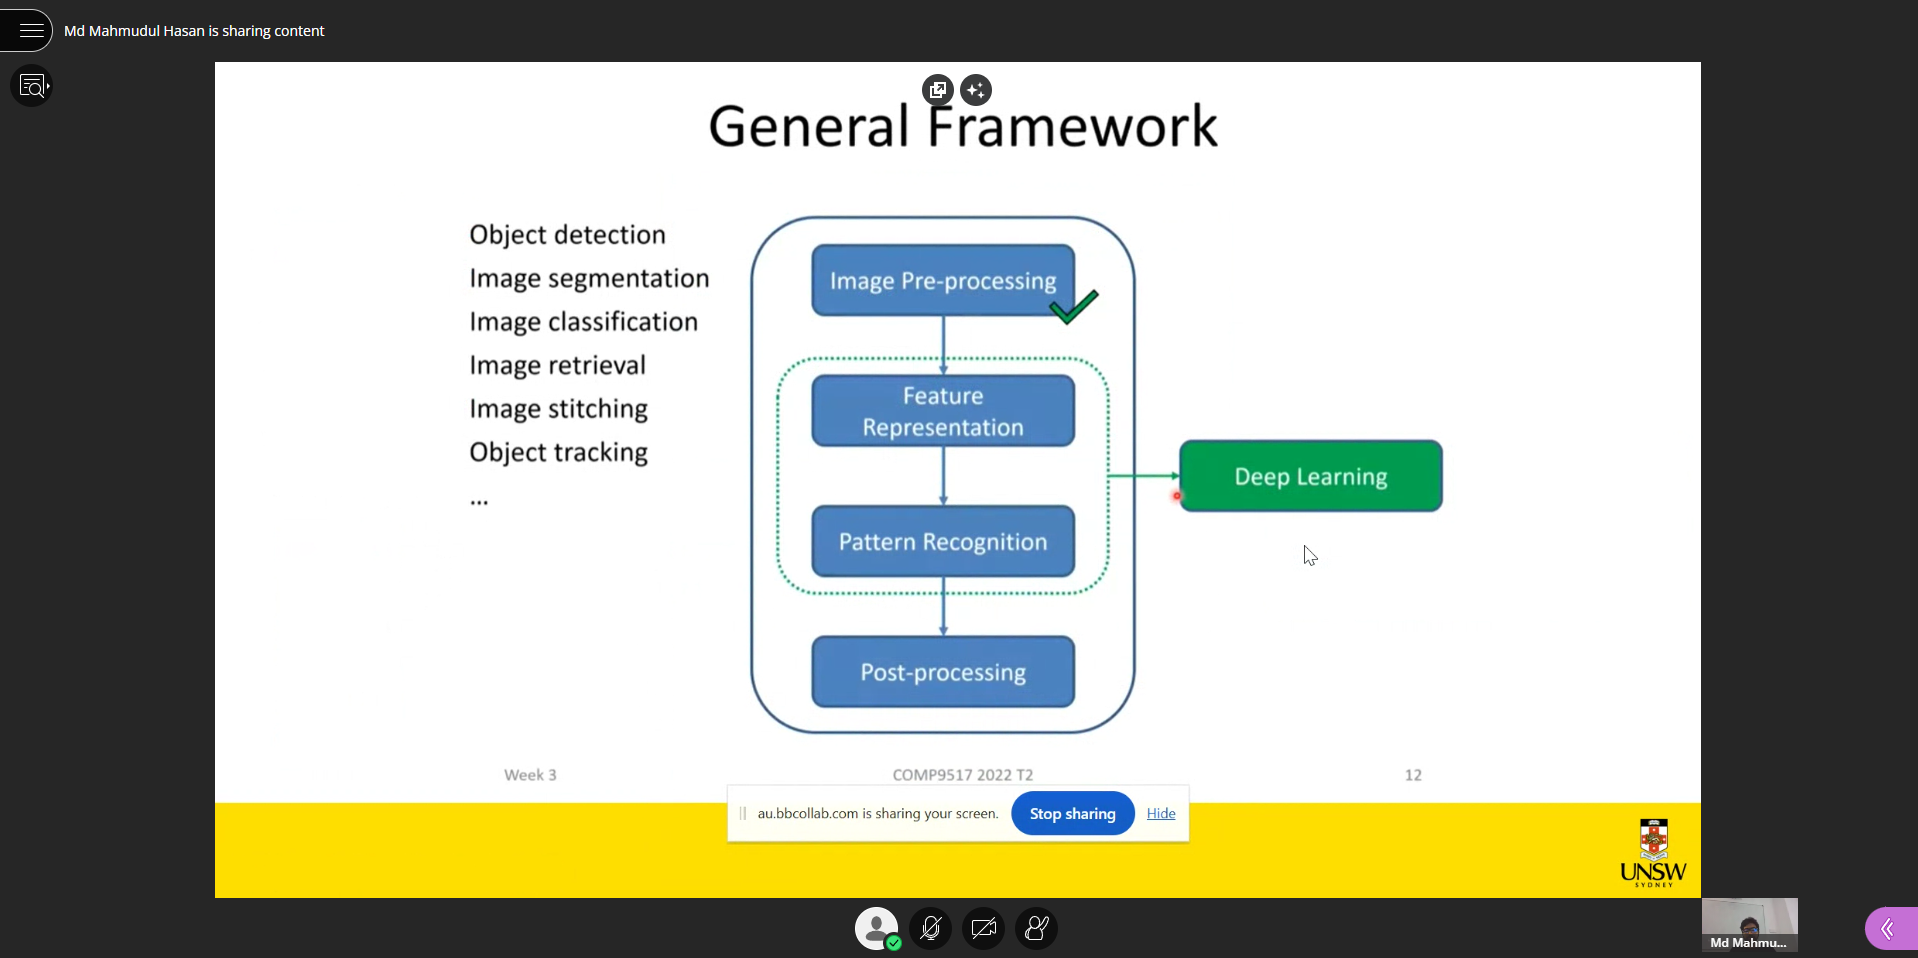 Md Mahmudul Hasan is sharing content
General Framework
Object detection
Image segmentation
Image classification
Image retrieval
Image stitching
Object tracking
...
Image Pre-processing
Feature
Representation
Pattern Recognition
Post-processing
Deep Learning
Week 3
COMP9517 2022 T2
12
au.bbcollab.com is sharing your screen.
Stop sharing
Hide
UNSW
SYDNEY
Md Mahmu...